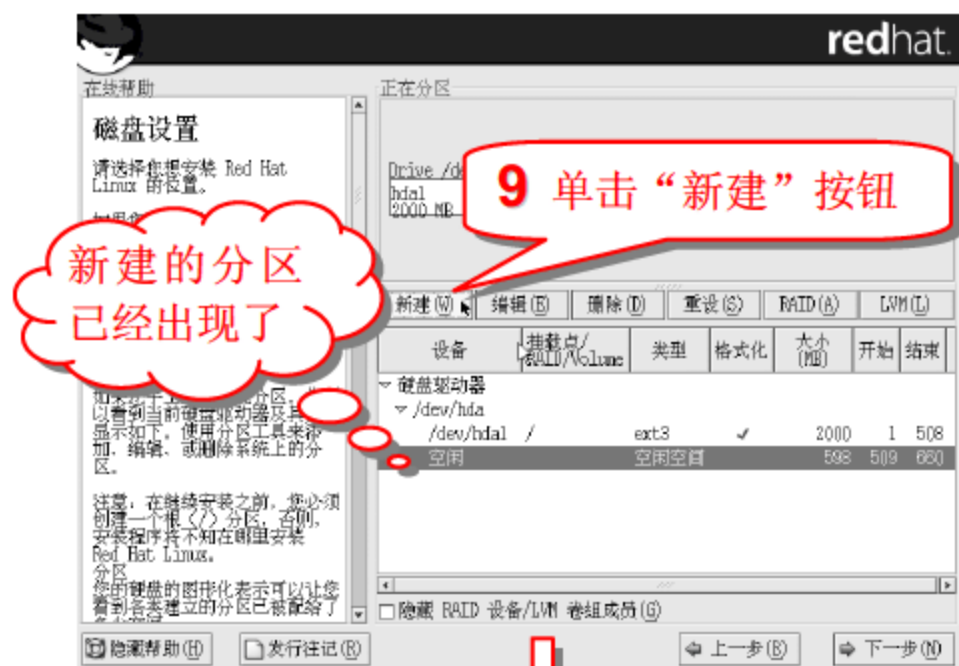 redhat.
在线帮助
正在分区
磁盘设置
请选择您想安装 Red Hat
Linux 的位置。
Drive /de
hda1
2000 MB
9 单击“新建”按钮
新建的分区
已经出现了
新建(W) 编辑(E) 删除(D) 重设(S) RAID(A) LVM(L)
设备 挂载点/RAID/Volume 类型 格式化 大小(MB) 开始 结束
硬盘驱动器
/dev/hda
/dev/hda1 / ext3 ✓ 2000 1 508
空闲 空闲空间 598 509 660
分区，
以看到当前硬盘驱动器及其
显示如下。使用分区工具来添
加、编辑、或删除系统上的分
区。
注意：在继续安装之前，您必须
创建一个根（/）分区，否则，
安装程序将不知在哪里安装
Red Hat Linux。
分区
您的硬盘的图形化表示可以让您
看到各类建立的分区已被配给了
隐藏 RAID 设备/LVM 卷组成员(G)
隐藏帮助(H) 发行注记(R) 上一步(B) 下一步(N)